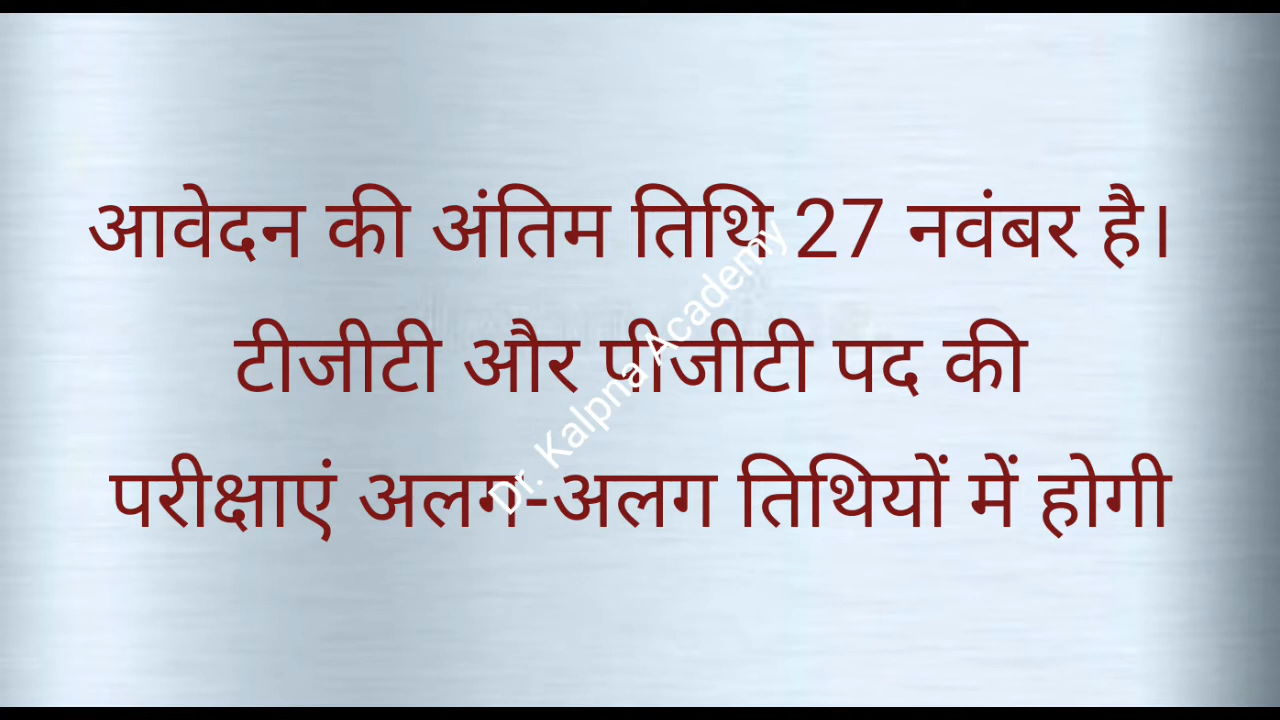 आवेदन की अंतिम तिथि 27 नवंबर है।
टीजीटी और पीजीटी पद की
परीक्षाएं अलग-अलग तिथियों में होगी
Dr. Kalpna Academy